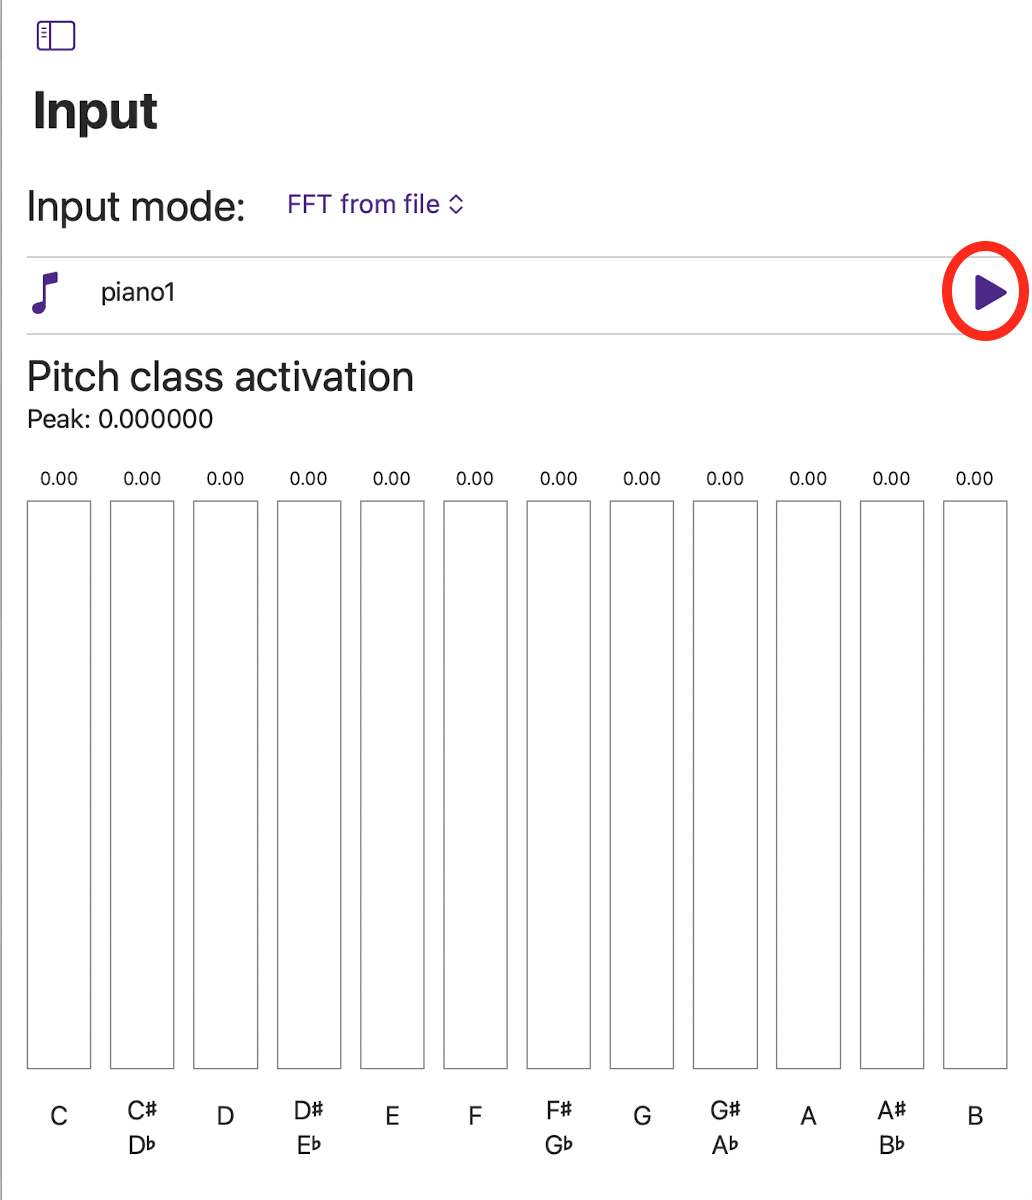 Input
Input mode: FFT from file
piano1
Pitch class activation
Peak: 0.000000
0.00 0.00 0.00 0.00 0.00 0.00 0.00 0.00 0.00 0.00 0.00 0.00
C C# D D# E F F# G G# A A# B
D♭ E♭ G♭ A♭ B♭